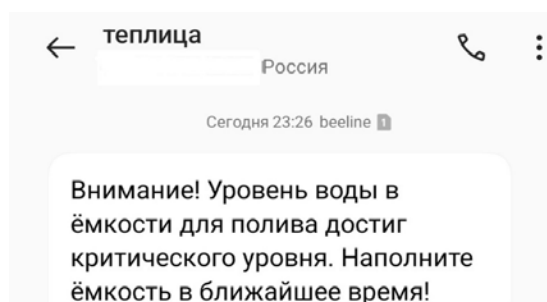 теплица
Россия
Сегодня 23:26 beeline 1
Внимание! Уровень воды в
ёмкости для полива достиг
критического уровня. Наполните
ёмкость в ближайшее время!